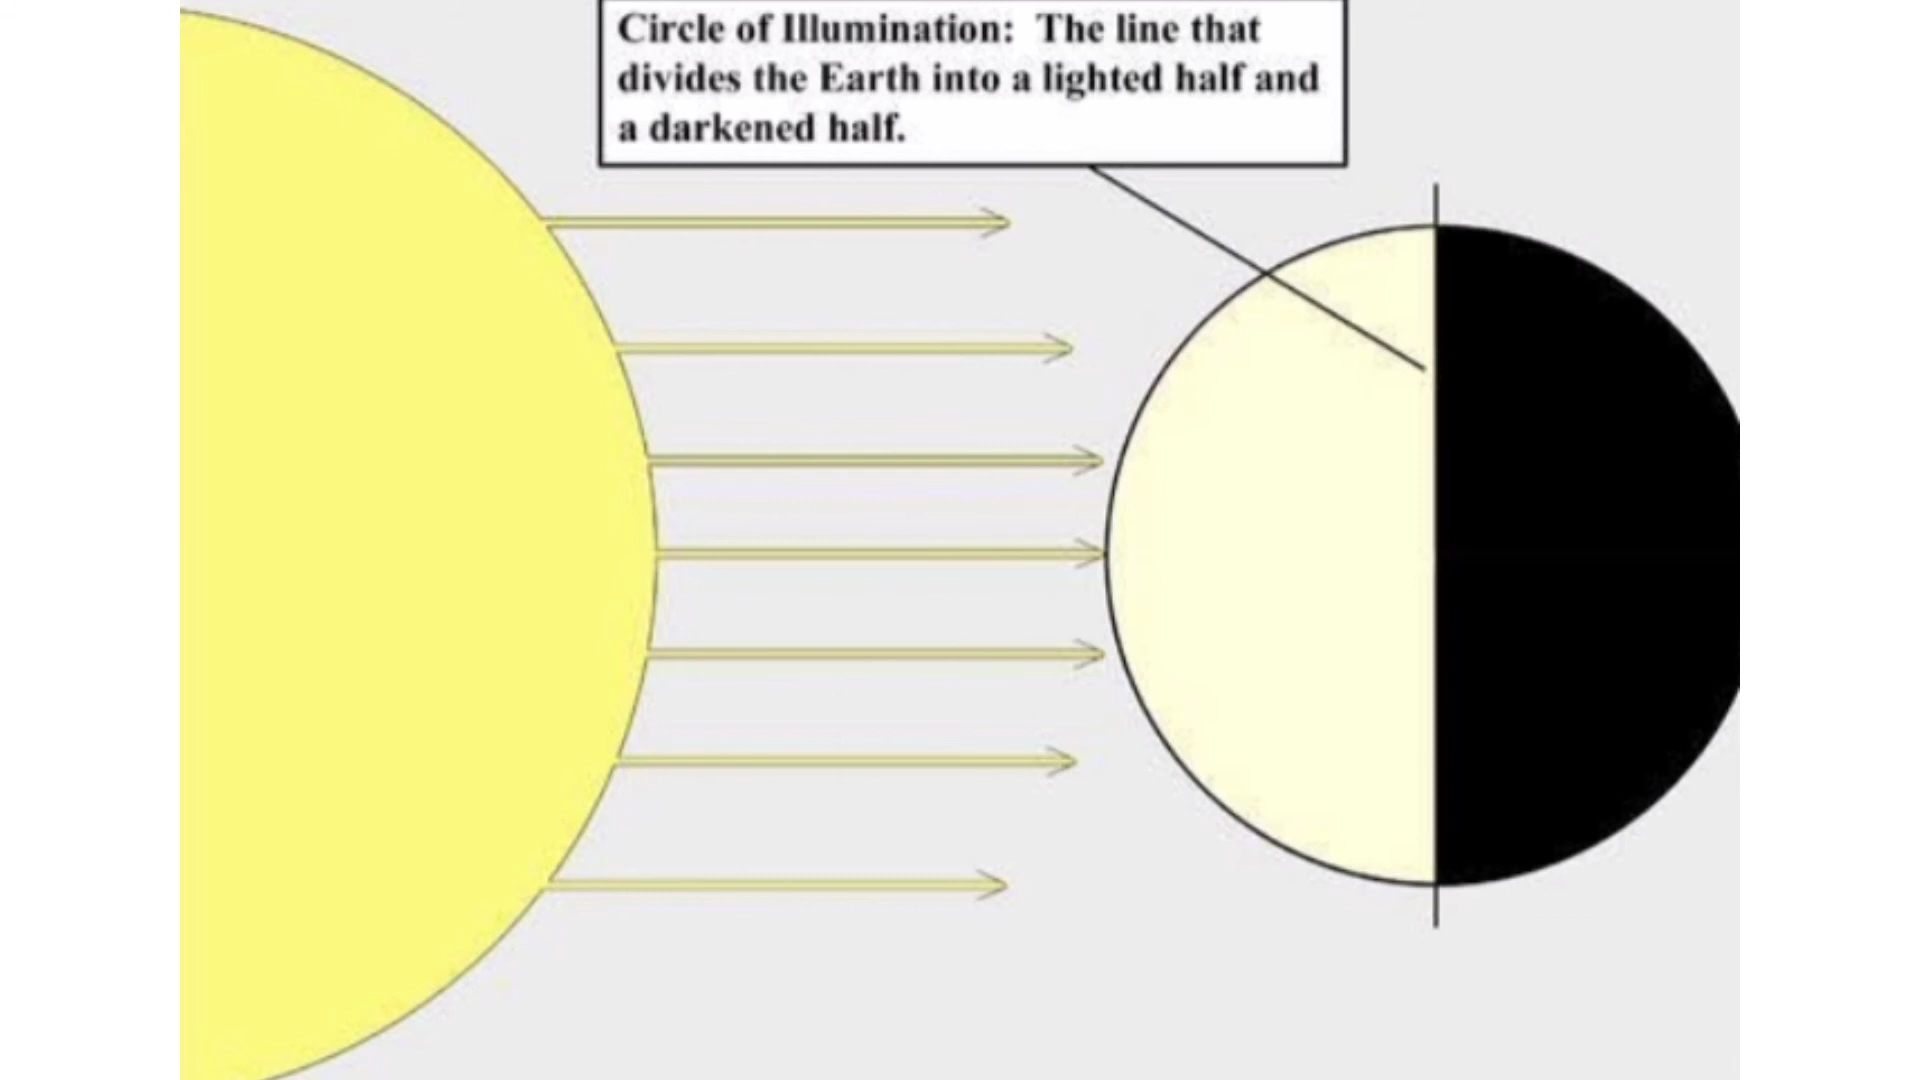 Circle of Illumination: The line that
divides the Earth into a lighted half and
a darkened half.